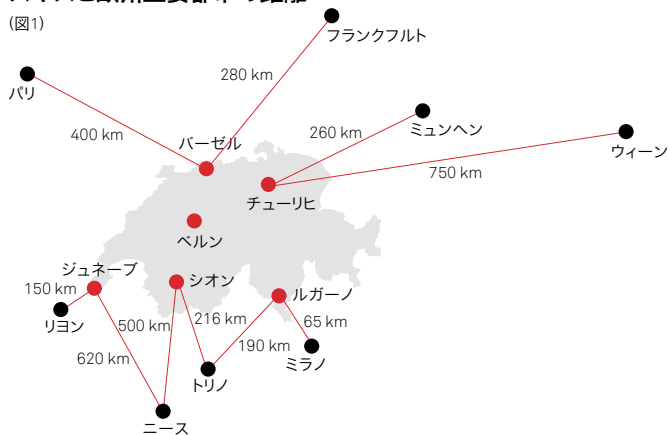 (図1)
フランクフルト
280 km
パリ
400 km
バーゼル
260 km
ミュンヘン
ウィーン
750 km
チューリヒ
ベルン
ジュネーブ
シオン
ルガーノ
150 km
リヨン
500 km
216 km
65 km
190 km
ミラノ
620 km
トリノ
ニース